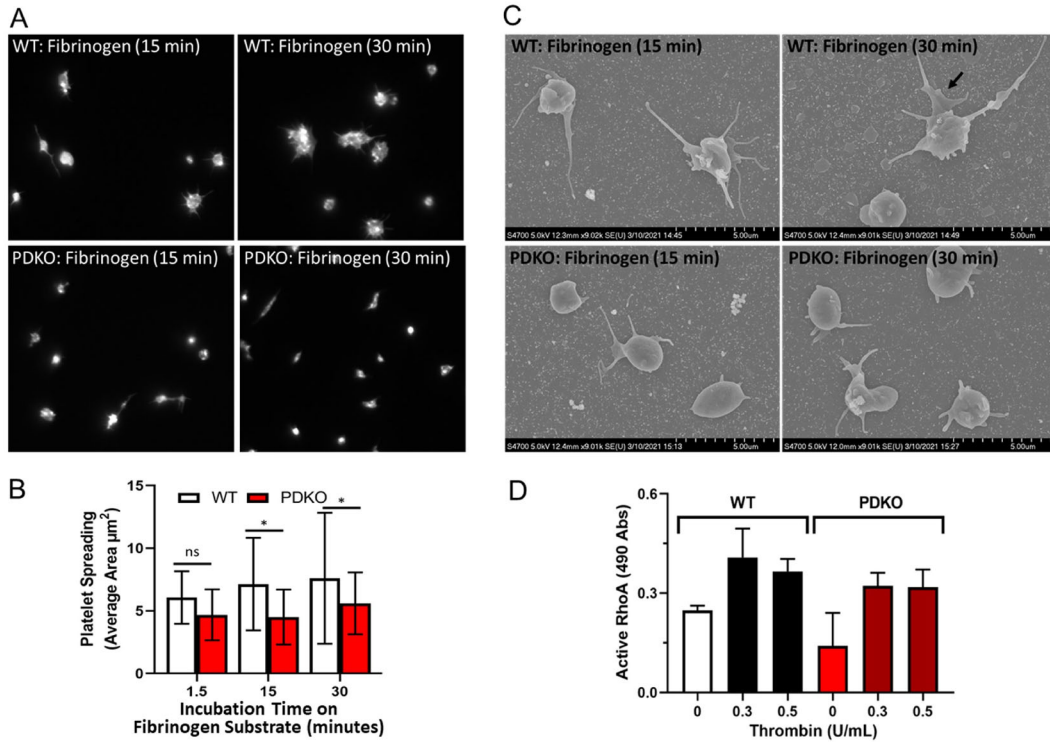 A
WT: Fibrinogen (15 min)
WT: Fibrinogen (30 min)
PDKO: Fibrinogen (15 min)
PDKO: Fibrinogen (30 min)
C
WT: Fibrinogen (15 min)
S4700 5.0kV 12.3mm x9.02k SE(U) 3/10/2021 14:45
5.00um
WT: Fibrinogen (30 min)
S4700 5.0kV 12.4mm x9.01k SE(U) 3/10/2021 14:49
5.00um
PDKO: Fibrinogen (15 min)
S4700 5.0kV 12.4mm x9.01k SE(U) 3/10/2021 15:13
5.00um
PDKO: Fibrinogen (30 min)
S4700 5.0kV 12.0mm x9.01k SE(U) 3/10/2021 15:27
5.00um
B
Platelet Spreading
(Average Area µm²)
15
10
5
0
WT PDKO
ns
*
*
1.5 15 30
Incubation Time on
Fibrinogen Substrate (minutes)
D
Active RhoA (490 Abs)
0.6
0.3
0.0
WT PDKO
0 0.3 0.5 0 0.3 0.5
Thrombin (U/mL)